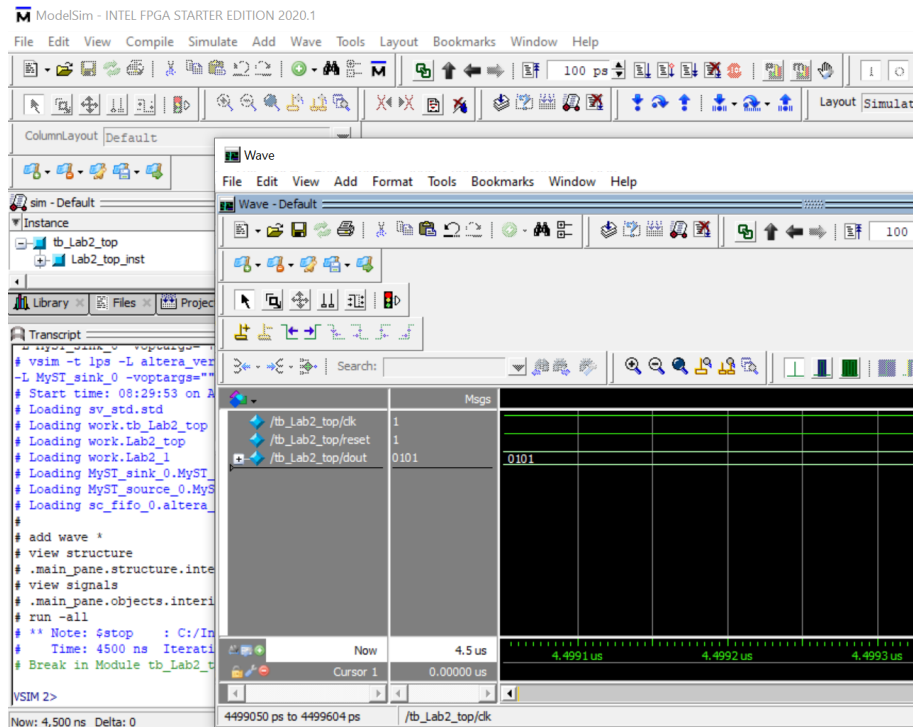 ModelSim - INTEL FPGA STARTER EDITION 2020.1
File Edit View Compile Simulate Add Wave Tools Layout Bookmarks Window Help
100 ps
Layout Simulat
ColumnLayout Default
Wave
File Edit View Add Format Tools Bookmarks Window Help
sim - Default
Wave - Default
Instance
100
tb_Lab2_top
Lab2_top_inst
Library Files Projec
Transcript
Search:
# vsim -t 1ps -L altera_ver
-L MyST_sink_0 -voptargs=""
# Start time: 08:29:53 on A
# Loading sv_std.std
# Loading work.tb_Lab2_top
# Loading work.Lab2_top
# Loading work.Lab2_1
# Loading MyST_sink_0.MyST_
# Loading MyST_source_0.MyS
# Loading sc_fifo_0.altera_
#
# add wave *
# view structure
# .main_pane.structure.inte
# view signals
# .main_pane.objects.interi
# run -all
# ** Note: $stop : C:/In
# Time: 4500 ns Iterati
# Break in Module tb_Lab2_t
VSIM 2>
Msgs
/tb_Lab2_top/clk 1
/tb_Lab2_top/reset 1
/tb_Lab2_top/dout 0101 0101
Now 4.5 us
4.4991 us 4.4992 us 4.4993 us
Cursor 1 0.00000 us
4499050 ps to 4499604 ps /tb_Lab2_top/clk
Now: 4,500 ns Delta: 0